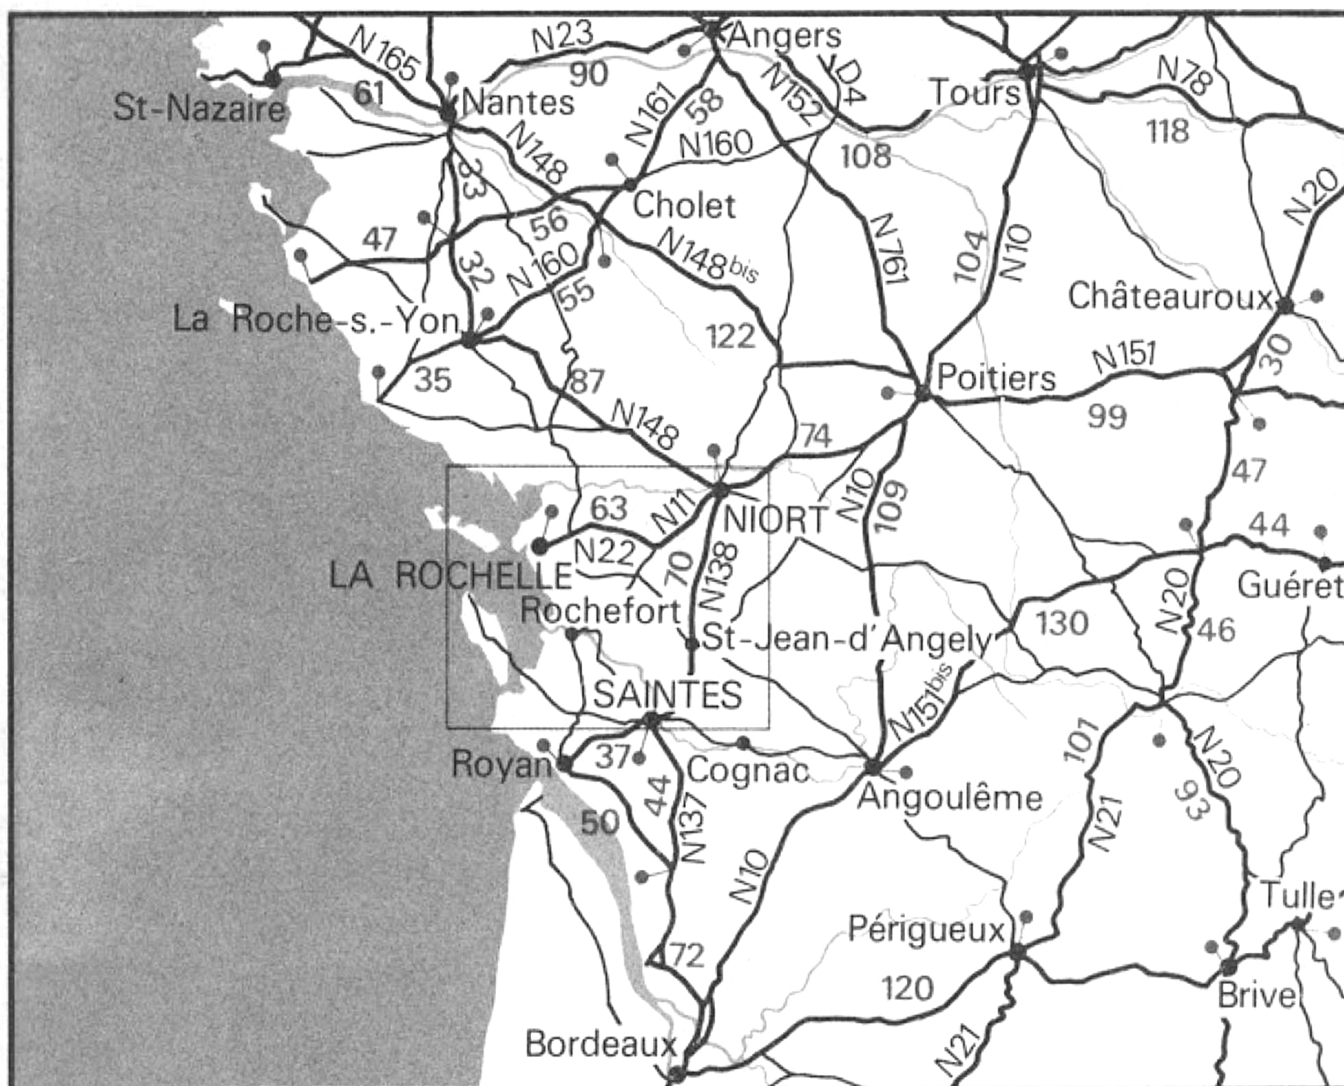 Angers
N23
N165
90
D4
N78
61
St-Nazaire
Nantes
N161
58
N152
Tours
118
N148
N160
108
33
Cholet
N20
56
47
N148bis
N761
104
N10
32
N 160
55
Châteauroux
La Roche-s.-Yon
122
N151
30
35
87
Poitiers
99
N148
74
47
63
N11
N10
109
44
NIORT
N22
LA ROCHELLE
70
N138
Guéret
Rochefort
N20
46
130
St-Jean-d'Angely
SAINTES
N151bis
101
N20
Royan
37
Cognac
44
Angoulême
93
50
N137
N21
N10
Tulle
Périgueux
72
120
Brive
Bordeaux
N21